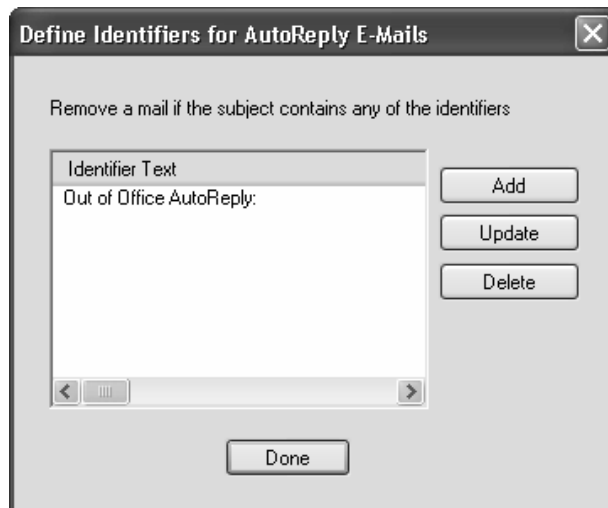 Define Identifiers for AutoReply E-Mails
Remove a mail if the subject contains any of the identifiers
Identifier Text
Out of Office AutoReply:
Add
Update
Delete
Done